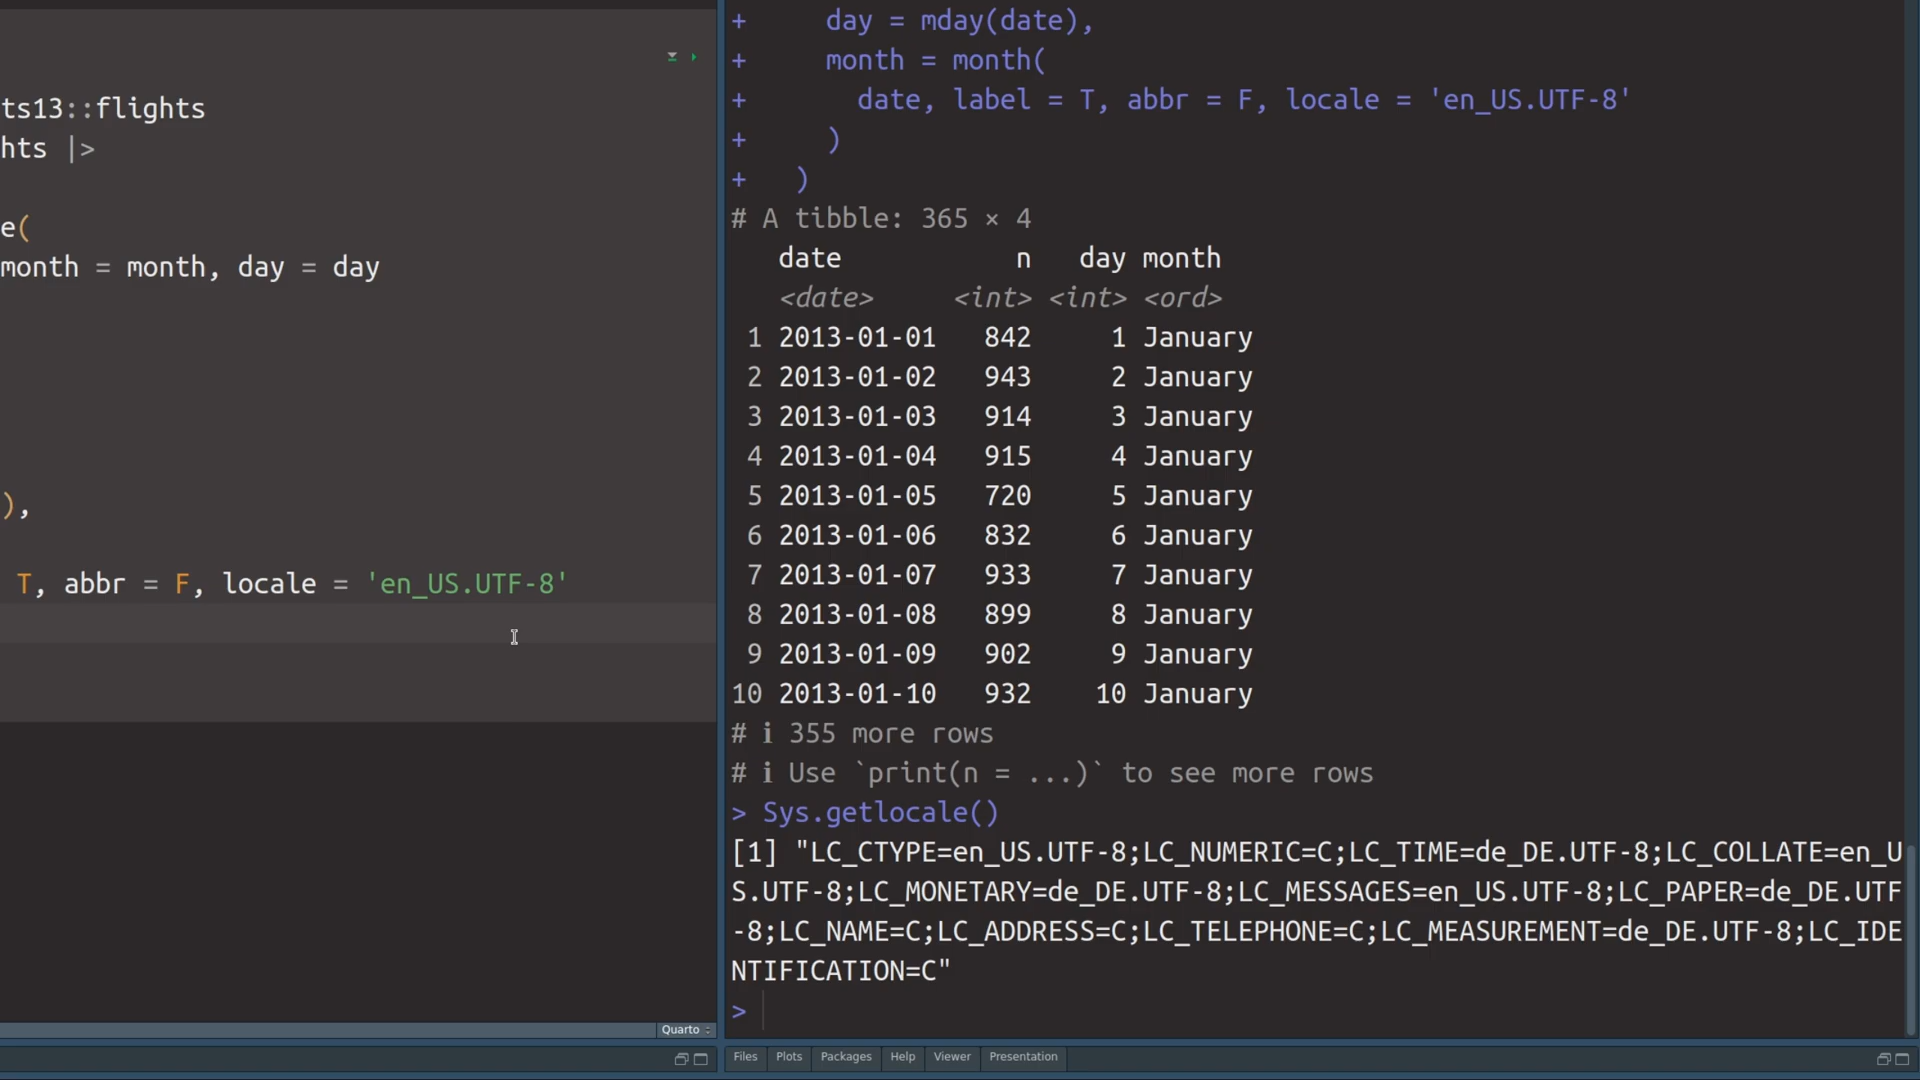 ts13::flights
hts |>
e(
month = month, day = day
),
T, abbr = F, locale = 'en_US.UTF-8'
Quarto
+ day = mday(date),
+ month = month(
+ date, label = T, abbr = F, locale = 'en_US.UTF-8'
+ )
+ )
# A tibble: 365 × 4
date n day month
<date> <int> <int> <ord>
1 2013-01-01 842 1 January
2 2013-01-02 943 2 January
3 2013-01-03 914 3 January
4 2013-01-04 915 4 January
5 2013-01-05 720 5 January
6 2013-01-06 832 6 January
7 2013-01-07 933 7 January
8 2013-01-08 899 8 January
9 2013-01-09 902 9 January
10 2013-01-10 932 10 January
# ℹ 355 more rows
# ℹ Use `print(n = ...)` to see more rows
> Sys.getlocale()
[1] "LC_CTYPE=en_US.UTF-8;LC_NUMERIC=C;LC_TIME=de_DE.UTF-8;LC_COLLATE=en_U
S.UTF-8;LC_MONETARY=de_DE.UTF-8;LC_MESSAGES=en_US.UTF-8;LC_PAPER=de_DE.UTF
-8;LC_NAME=C;LC_ADDRESS=C;LC_TELEPHONE=C;LC_MEASUREMENT=de_DE.UTF-8;LC_IDE
NTIFICATION=C"
>
Files Plots Packages Help Viewer Presentation